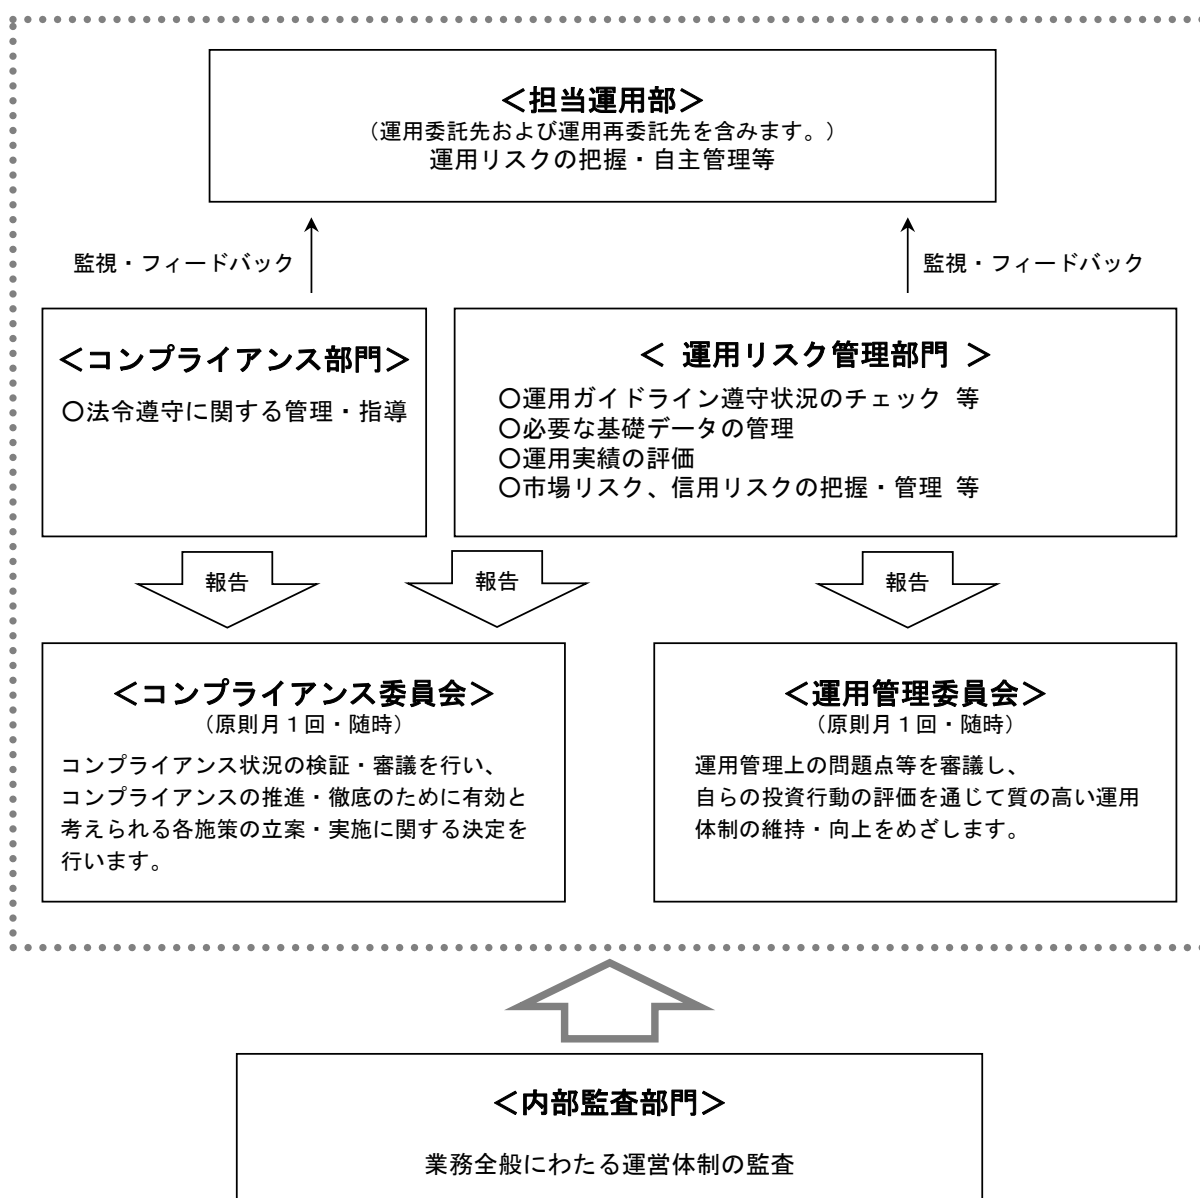 ＜担当運用部＞
（運用委託先および運用再委託先を含みます。）
運用リスクの把握・自主管理等
監視・フィードバック
監視・フィードバック
＜コンプライアンス部門＞
○法令遵守に関する管理・指導
＜ 運用リスク管理部門 ＞
○運用ガイドライン遵守状況のチェック 等
○必要な基礎データの管理
○運用実績の評価
○市場リスク、信用リスクの把握・管理 等
報告
報告
報告
＜コンプライアンス委員会＞
（原則月１回・随時）
コンプライアンス状況の検証・審議を行い、
コンプライアンスの推進・徹底のために有効と
考えられる各施策の立案・実施に関する決定を
行います。
＜運用管理委員会＞
（原則月１回・随時）
運用管理上の問題点等を審議し、
自らの投資行動の評価を通じて質の高い運用
体制の維持・向上をめざします。
＜内部監査部門＞
業務全般にわたる運営体制の監査